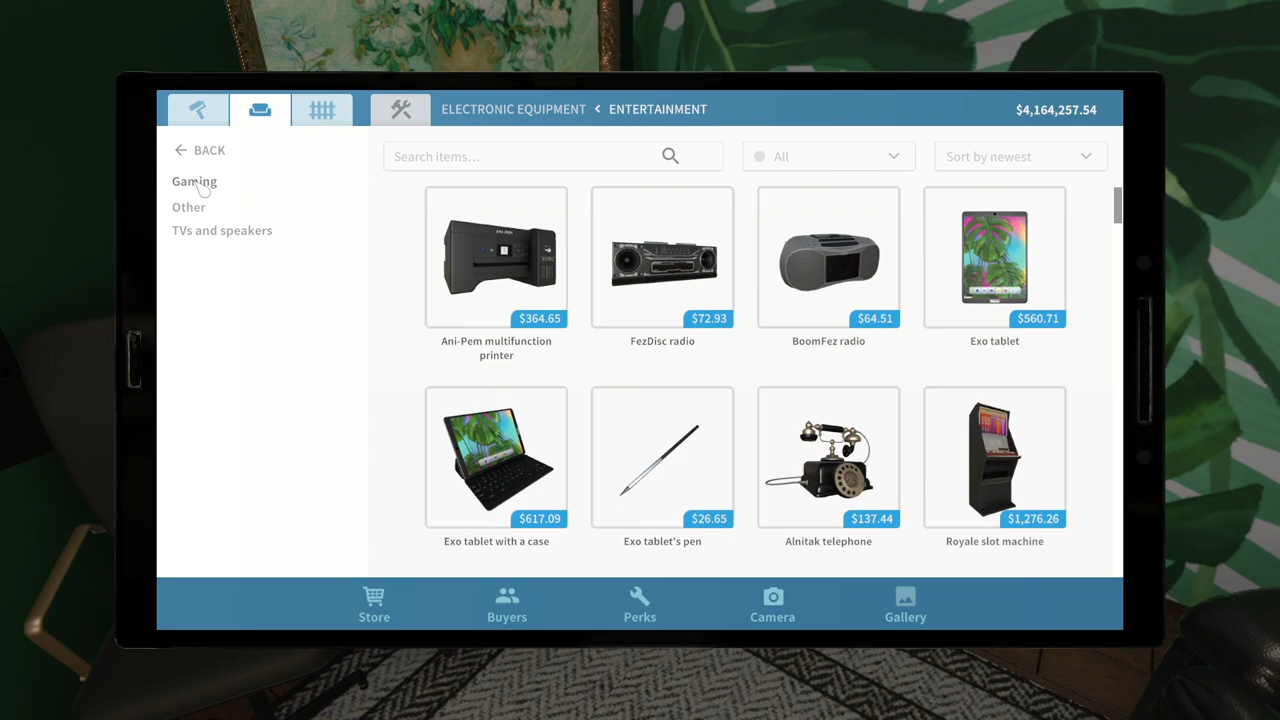 ELECTRONIC EQUIPMENT < ENTERTAINMENT
$4,164,257.54
BACK
Gaming
Other
TVs and speakers
Search items...
All
Sort by newest
$364.65
$72.93
$64.51
$560.71
Ani-Pem multifunction
printer
FezDisc radio
BoomFez radio
Exo tablet
$617.09
$26.65
$137.44
$1,276.26
Exo tablet with a case
Exo tablet's pen
Alnitak telephone
Royale slot machine
Store
Buyers
Perks
Camera
Gallery